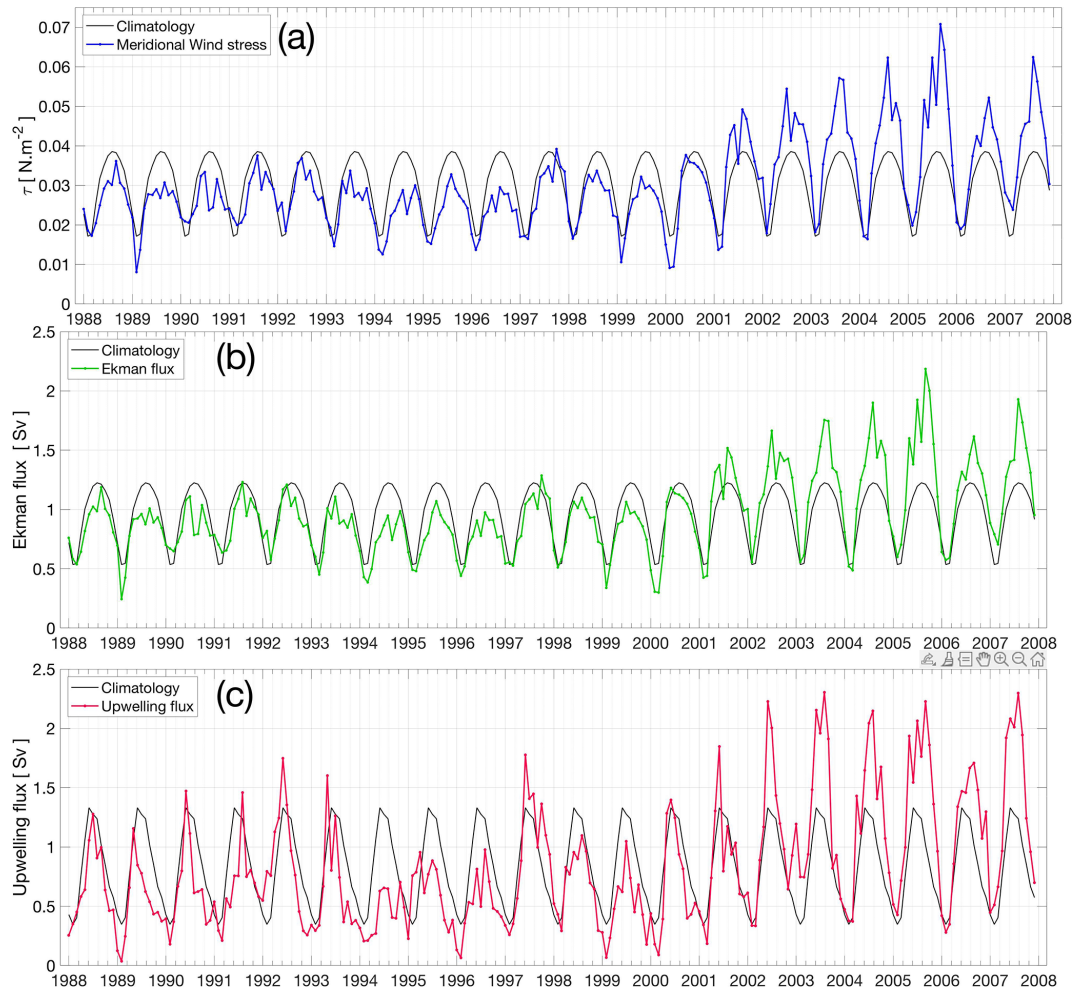 Climatology
Meridional Wind stress
(a)
τ [ N.m⁻² ]
0.07
0.06
0.05
0.04
0.03
0.02
0.01
0
1988 1989 1990 1991 1992 1993 1994 1995 1996 1997 1998 1999 2000 2001 2002 2003 2004 2005 2006 2007 2008
Climatology
Ekman flux
(b)
Ekman flux [ Sv]
2.5
2
1.5
1
0.5
0
1988 1989 1990 1991 1992 1993 1994 1995 1996 1997 1998 1999 2000 2001 2002 2003 2004 2005 2006 2007 2008
Climatology
Upwelling flux
(c)
Upwelling flux [ Sv]
2.5
2
1.5
1
0.5
0
1988 1989 1990 1991 1992 1993 1994 1995 1996 1997 1998 1999 2000 2001 2002 2003 2004 2005 2006 2007 2008